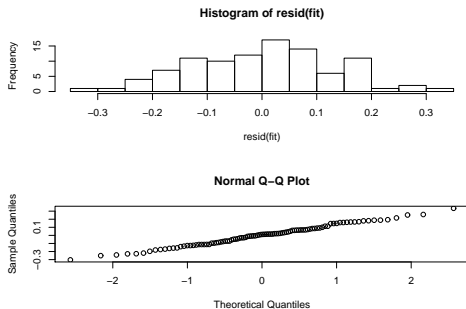 Histogram of resid(fit)
Frequency
15
5
0
−0.3 −0.2 −0.1 0.0 0.1 0.2 0.3
resid(fit)
Normal Q−Q Plot
Sample Quantiles
0.1
−0.3
−2 −1 0 1 2
Theoretical Quantiles